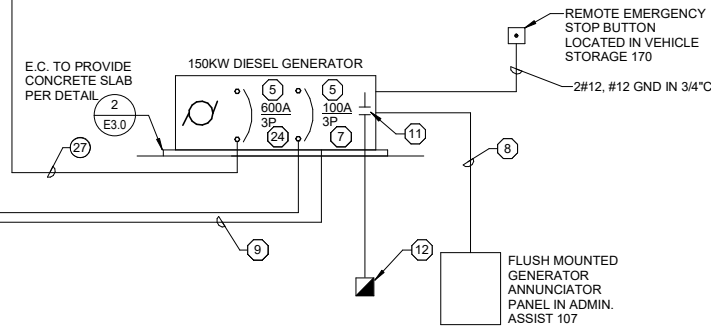 REMOTE EMERGENCY
STOP BUTTON
LOCATED IN VEHICLE
STORAGE 170
2#12, #12 GND IN 3/4"C
150KW DIESEL GENERATOR
E.C. TO PROVIDE
CONCRETE SLAB
PER DETAIL
2
E3.0
5
600A
3P
24
5
100A
3P
7
11
27
8
9
12
FLUSH MOUNTED
GENERATOR
ANNUNCIATOR
PANEL IN ADMIN.
ASSIST 107